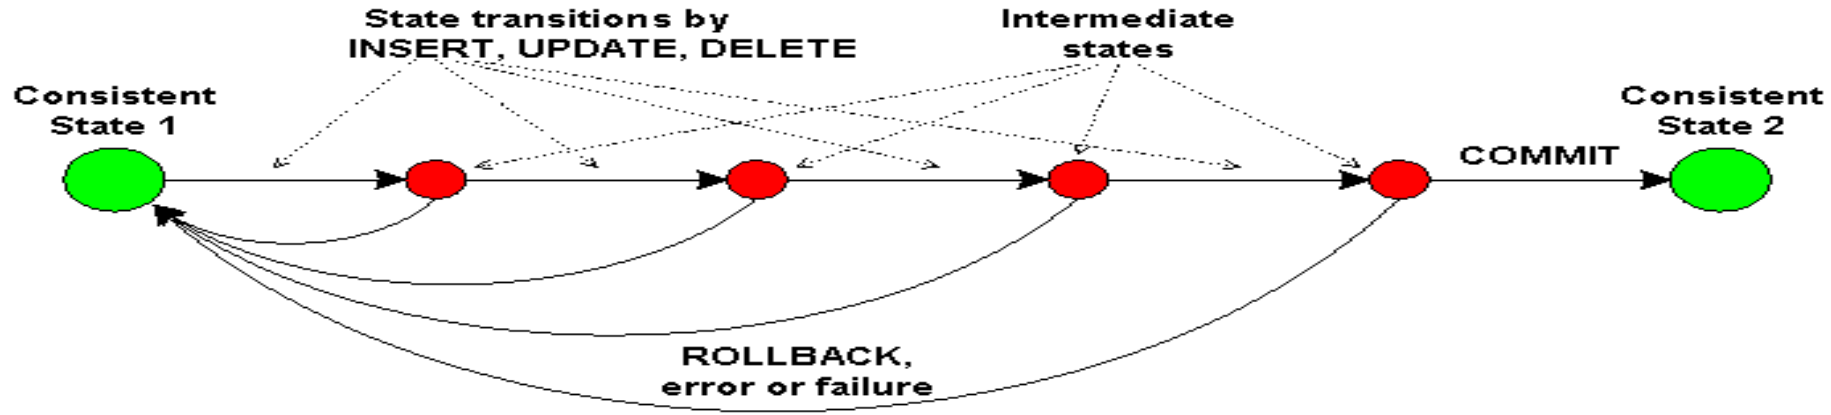 State transitions by
INSERT, UPDATE, DELETE
Intermediate
states
Consistent
State 1
Consistent
State 2
COMMIT
ROLLBACK,
error or failure